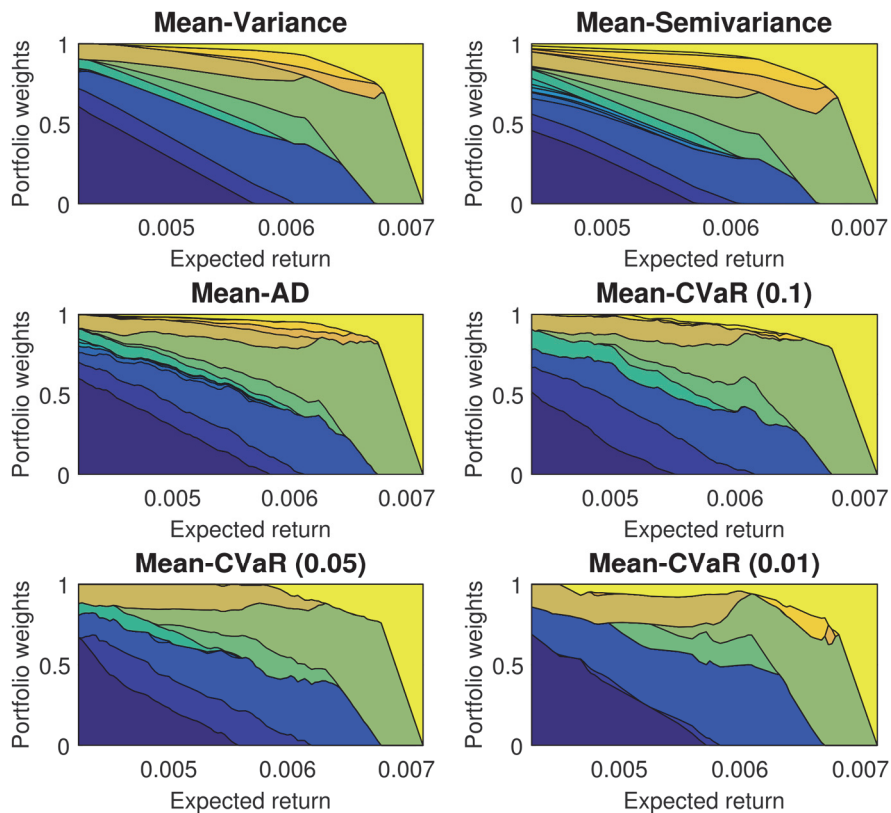 Mean-Variance
Portfolio weights
1
0.5
0
0.005
0.006
0.007
Expected return
Mean-Semivariance
Portfolio weights
1
0.5
0
0.005
0.006
0.007
Expected return
Mean-AD
Portfolio weights
1
0.5
0
0.005
0.006
0.007
Expected return
Mean-CVaR (0.1)
Portfolio weights
1
0.5
0
0.005
0.006
0.007
Expected return
Mean-CVaR (0.05)
Portfolio weights
1
0.5
0
0.005
0.006
0.007
Expected return
Mean-CVaR (0.01)
Portfolio weights
1
0.5
0
0.005
0.006
0.007
Expected return